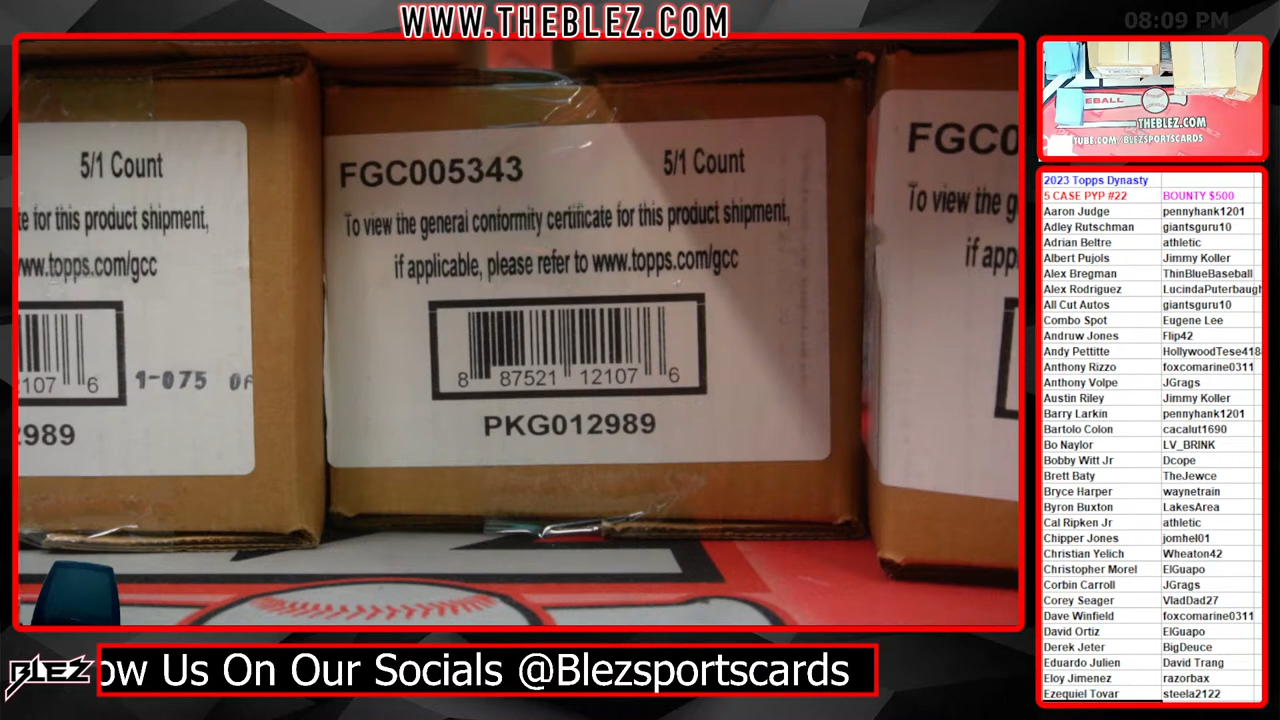 WWW.THEBLEZ.COM
08:09 PM
5/1 Count
te for this product shipment,
www.topps.com/gcc
2107 6
1-075 OF
2989
FGC005343
5/1 Count
To view the general conformity certificate for this product shipment,
if applicable, please refer to www.topps.com/gcc
8 87521 12107 6
PKG012989
FGC0
To view the g
if app
EBALL
THEBLEZ.COM
TUBE.COM/BLEZSPORTSCARDS
2023 Topps Dynasty
5 CASE PYP #22 BOUNTY $500
Aaron Judge pennyhank1201
Adley Rutschman giantsguru10
Adrian Beltre athletic
Albert Pujols Jimmy Koller
Alex Bregman ThinBlueBaseball
Alex Rodriguez LucindaPuterbaugh
All Cut Autos giantsguru10
Combo Spot Eugene Lee
Andruw Jones Flip42
Andy Pettitte HollywoodTese418
Anthony Rizzo foxcomarine0311
Anthony Volpe JGrags
Austin Riley Jimmy Koller
Barry Larkin pennyhank1201
Bartolo Colon cacalut1690
Bo Naylor LV_BRINK
Bobby Witt Jr Dcope
Brett Baty TheJewce
Bryce Harper waynetrain
Byron Buxton LakesArea
Cal Ripken Jr athletic
Chipper Jones jomhel01
Christian Yelich Wheaton42
Christopher Morel ElGuapo
Corbin Carroll JGrags
Corey Seager VladDad27
Dave Winfield foxcomarine0311
David Ortiz ElGuapo
Derek Jeter BigDeuce
Eduardo Julien David Trang
Eloy Jimenez razorbax
Ezequiel Tovar steela2122
BLEZ
ow Us On Our Socials @Blezsportscards